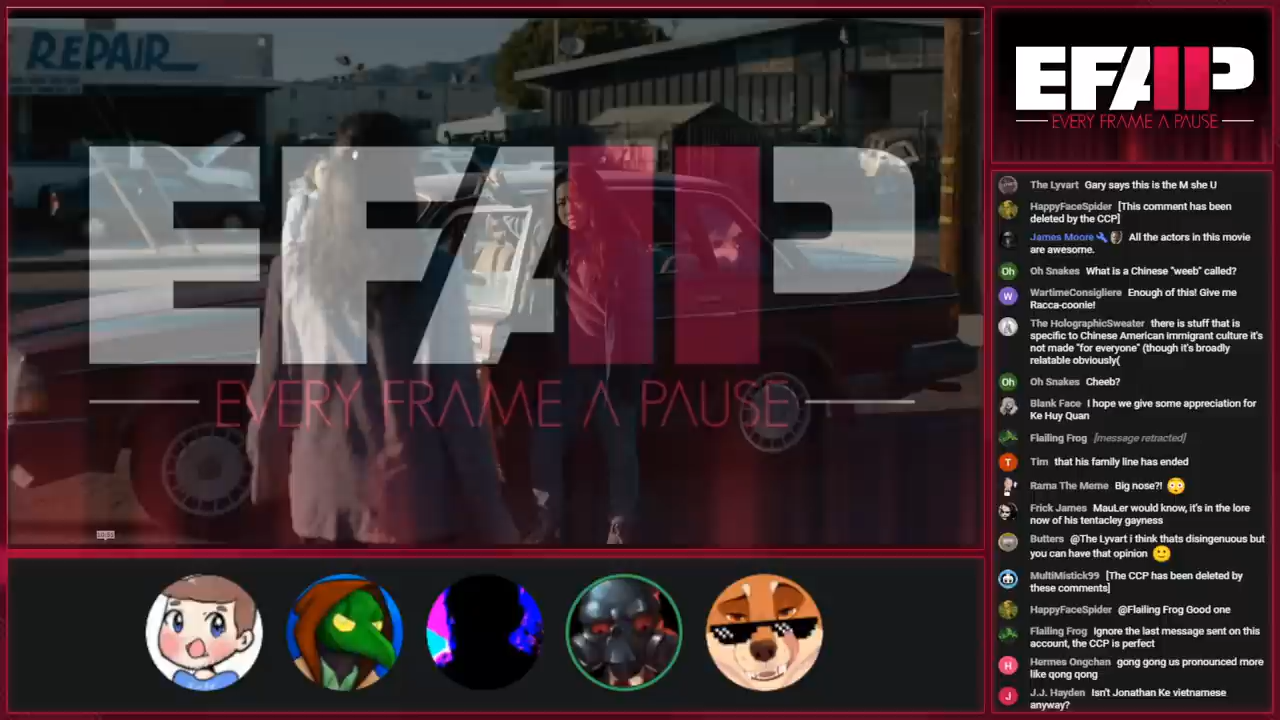 REPAIR
EFAP
EVERY FRAME A PAUSE
EFAP
EVERY FRAME A PAUSE
The Lyvart Gary says this is the M she U
HappyFaceSpider [This comment has been
deleted by the CCP]
James Moore All the actors in this movie
are awesome.
Oh Oh Snakes What is a Chinese "weeb" called?
W WartimeConsigliere Enough of this! Give me
Racca-coonie!
The HolographicSweater there is stuff that is
specific to Chinese American immigrant culture it's
not made "for everyone" (though it's broadly
relatable obviously(
Oh Oh Snakes Cheeb?
Blank Face I hope we give some appreciation for
Ke Huy Quan
Flailing Frog [message retracted]
T Tim that his family line has ended
Rama The Meme Big nose?! 😳
Frick James MauLer would know, it's in the lore
now of his tentacley gayness
Butters @The Lyvart i think thats disingenuous but
you can have that opinion 🙂
MultiMistick99 [The CCP has been deleted by
these comments]
HappyFaceSpider @Flailing Frog Good one
Flailing Frog Ignore the last message sent on this
account, the CCP is perfect
H Hermes Ongchan gong gong us pronounced more
like qong qong
J J.J. Hayden Isn't Jonathan Ke vietnamese
anyway?